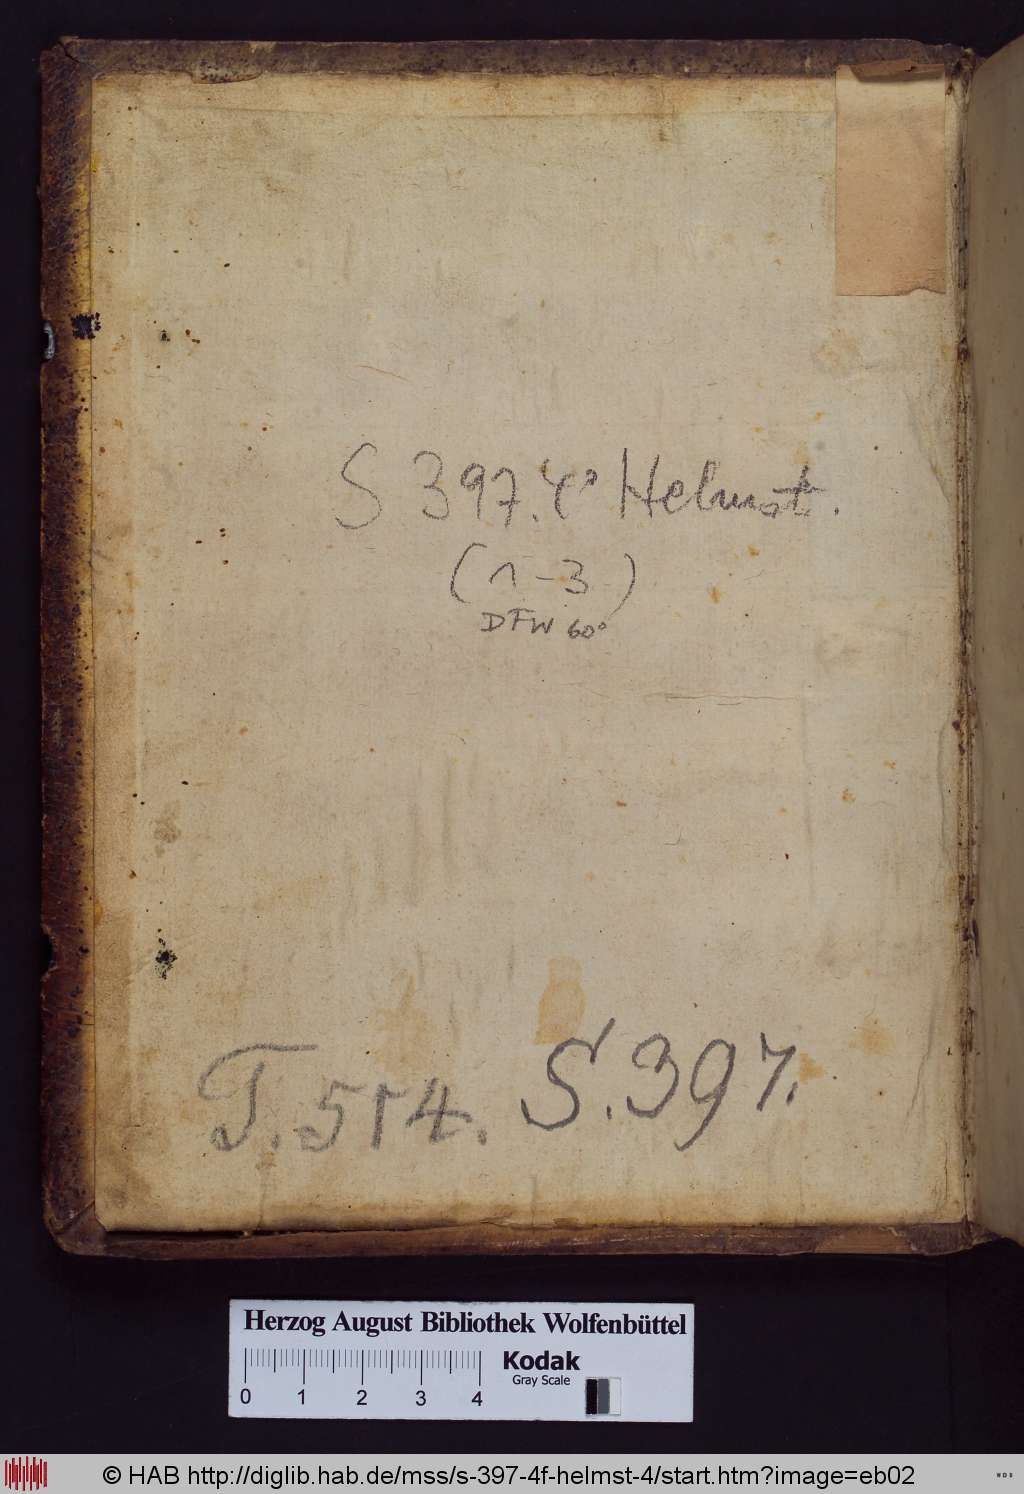 S 397.4° Helmst.
(1-3)
DFW 60°
T. 514. S. 397.
Herzog August Bibliothek Wolfenbüttel
Kodak
Gray Scale
0 1 2 3 4
© HAB http://diglib.hab.de/mss/s-397-4f-helmst-4/start.htm?image=eb02